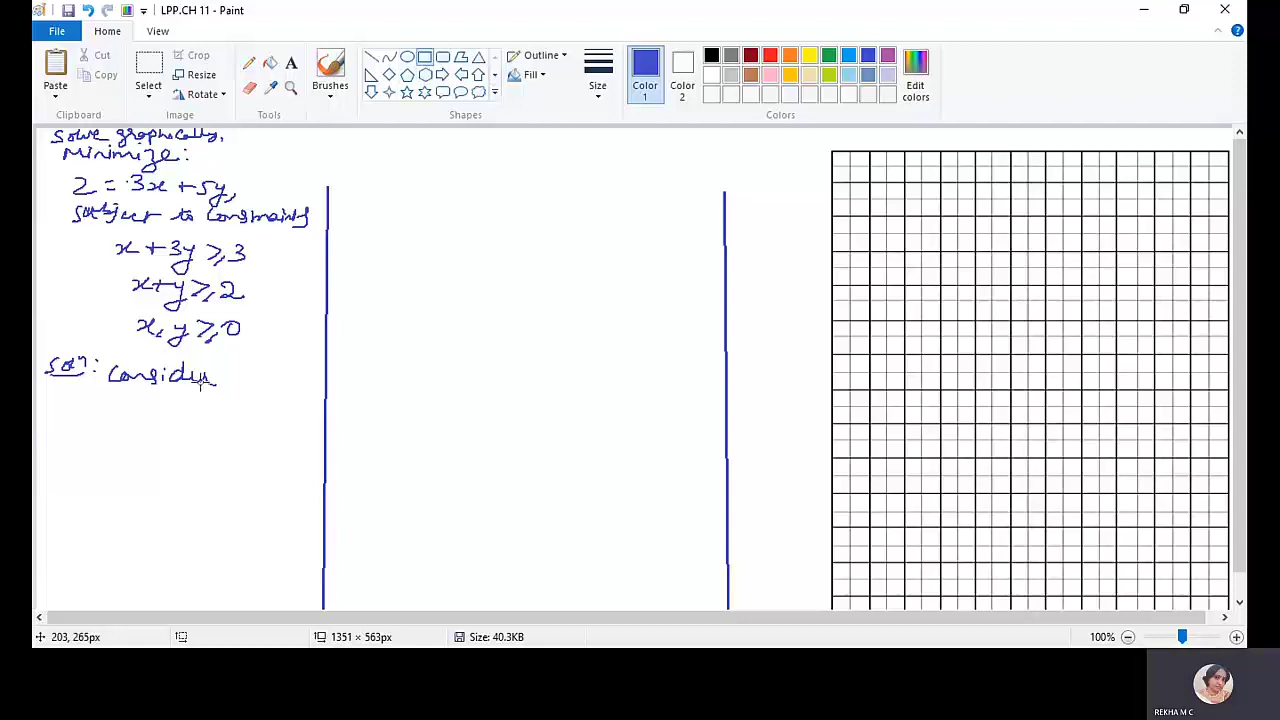 LPP.CH 11 - Paint
File
Home
View
Cut
Copy
Paste
Clipboard
Crop
Resize
Rotate
Select
Image
Tools
Brushes
Outline
Fill
Shapes
Size
Color 1
Color 2
Edit colors
Colors
Solve graphically.
Minimize:
Z = 3x + 5y,
Subject to constraints
x + 3y ≥ 3
x+y ≥ 2
x, y ≥ 0
Solⁿ: Consider
203, 265px
1351 × 563px
Size: 40.3KB
100%
REKHA M C